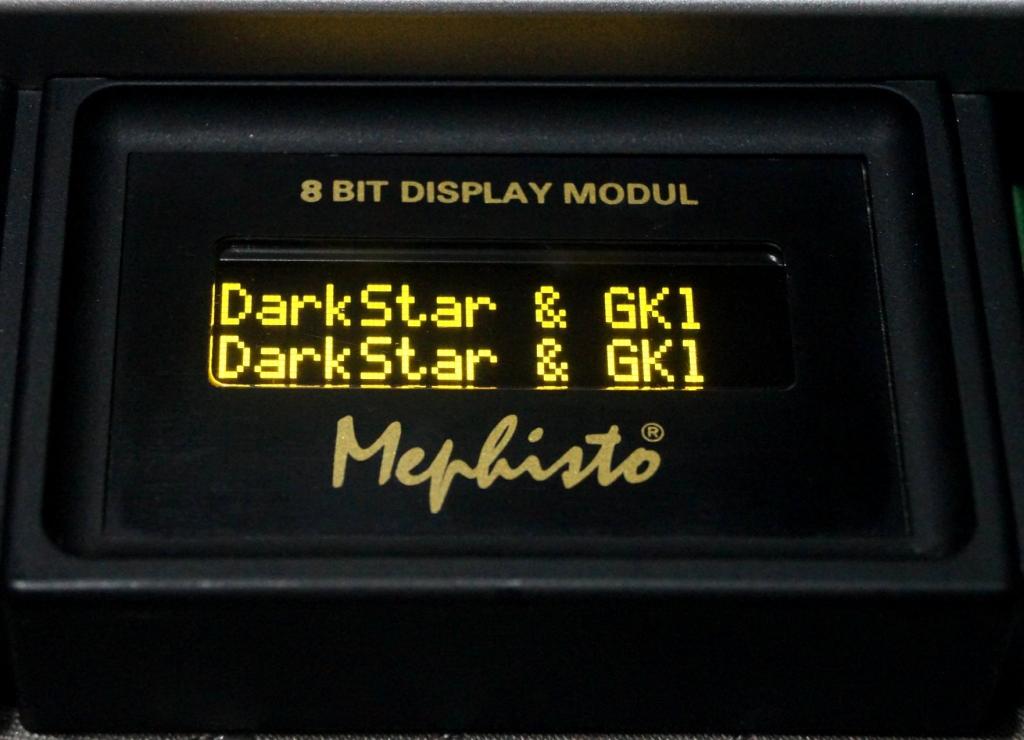 8 BIT DISPLAY MODUL
DarkStar & GK1
DarkStar & GK1
Mephisto®